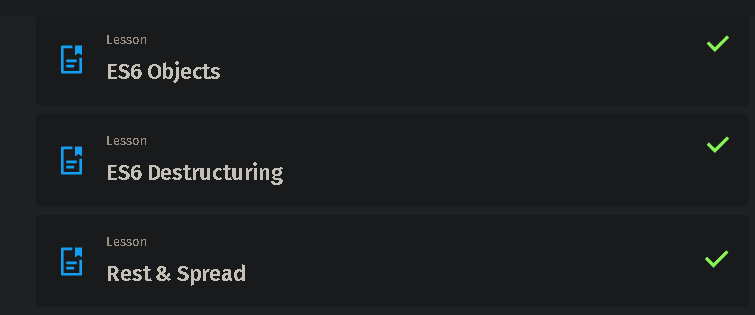 Lesson
ES6 Objects
Lesson
ES6 Destructuring
Lesson
Rest & Spread